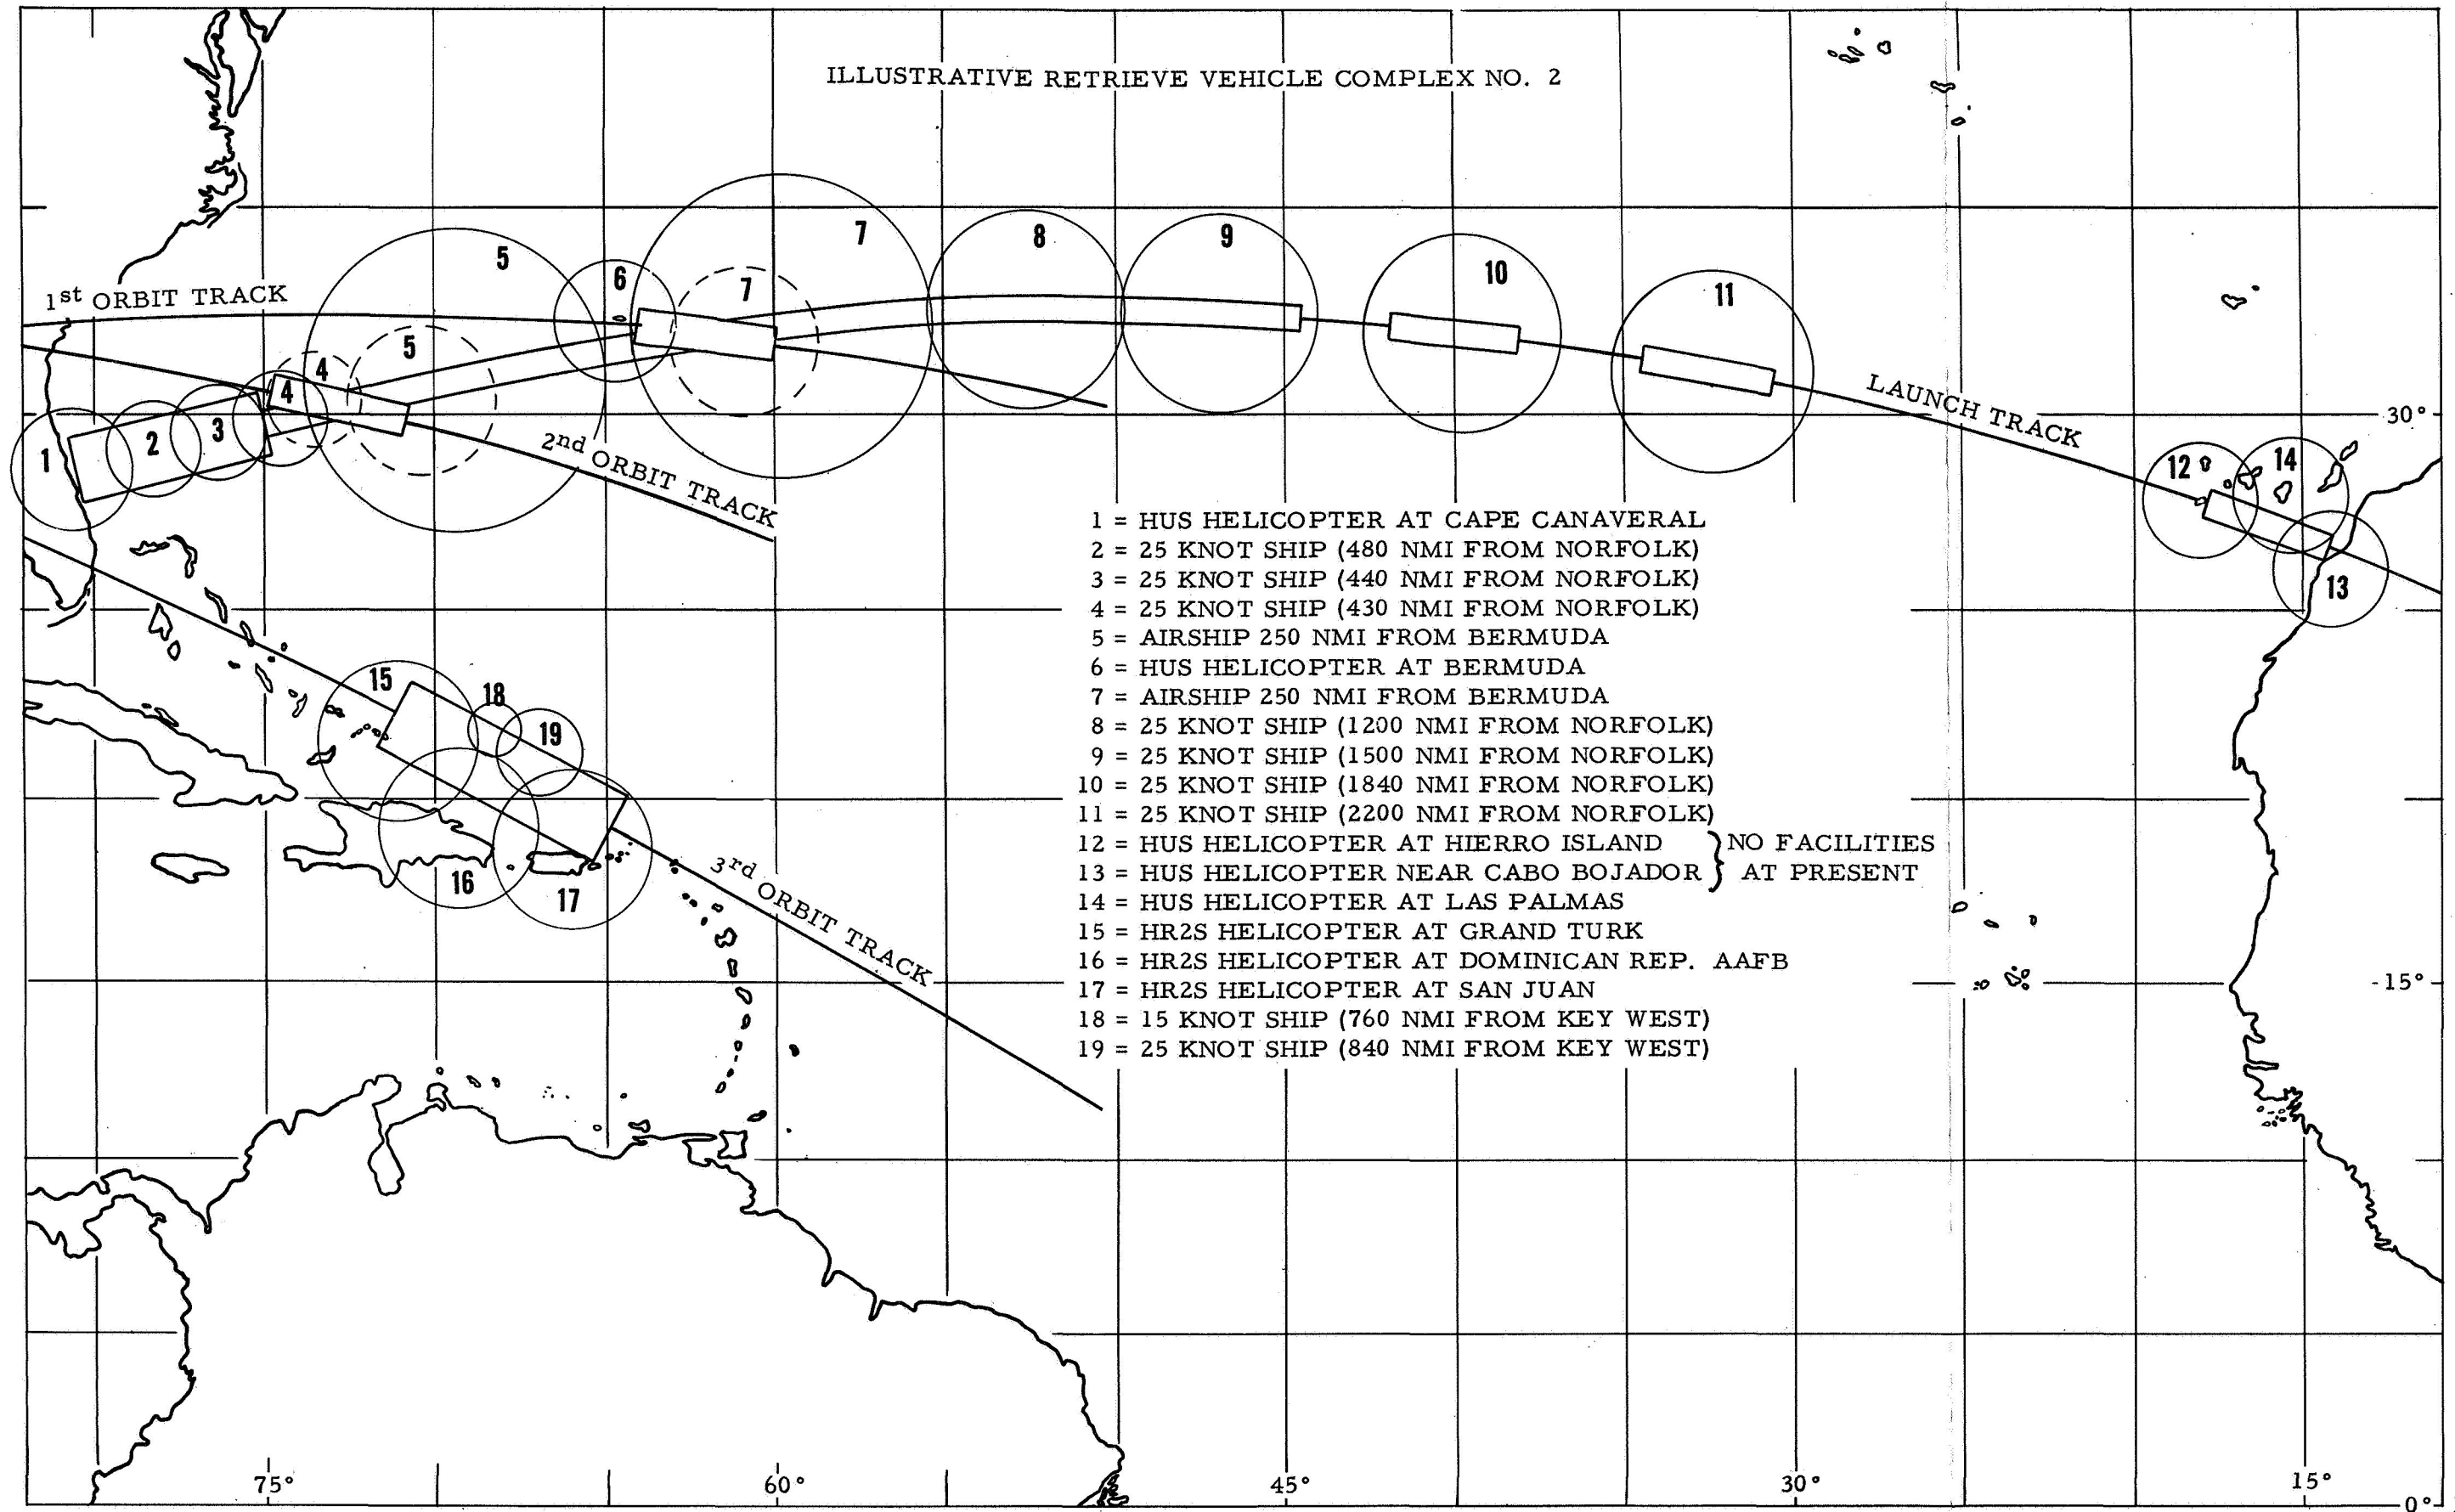 ILLUSTRATIVE RETRIEVE VEHICLE COMPLEX NO. 2
7
8
9
5
6
10
7
11
1st ORBIT TRACK
5
4
4
LAUNCH TRACK
30°
3
2
1
2nd ORBIT TRACK
12
14
13
1 = HUS HELICOPTER AT CAPE CANAVERAL
2 = 25 KNOT SHIP (480 NMI FROM NORFOLK)
3 = 25 KNOT SHIP (440 NMI FROM NORFOLK)
4 = 25 KNOT SHIP (430 NMI FROM NORFOLK)
5 = AIRSHIP 250 NMI FROM BERMUDA
6 = HUS HELICOPTER AT BERMUDA
7 = AIRSHIP 250 NMI FROM BERMUDA
8 = 25 KNOT SHIP (1200 NMI FROM NORFOLK)
9 = 25 KNOT SHIP (1500 NMI FROM NORFOLK)
10 = 25 KNOT SHIP (1840 NMI FROM NORFOLK)
11 = 25 KNOT SHIP (2200 NMI FROM NORFOLK)
12 = HUS HELICOPTER AT HIERRO ISLAND } NO FACILITIES
13 = HUS HELICOPTER NEAR CABO BOJADOR } AT PRESENT
14 = HUS HELICOPTER AT LAS PALMAS
15 = HR2S HELICOPTER AT GRAND TURK
16 = HR2S HELICOPTER AT DOMINICAN REP. AAFB
17 = HR2S HELICOPTER AT SAN JUAN
18 = 15 KNOT SHIP (760 NMI FROM KEY WEST)
19 = 25 KNOT SHIP (840 NMI FROM KEY WEST)
15
18
19
16
17
3rd ORBIT TRACK
15°
75°
60°
45°
30°
15°
0°